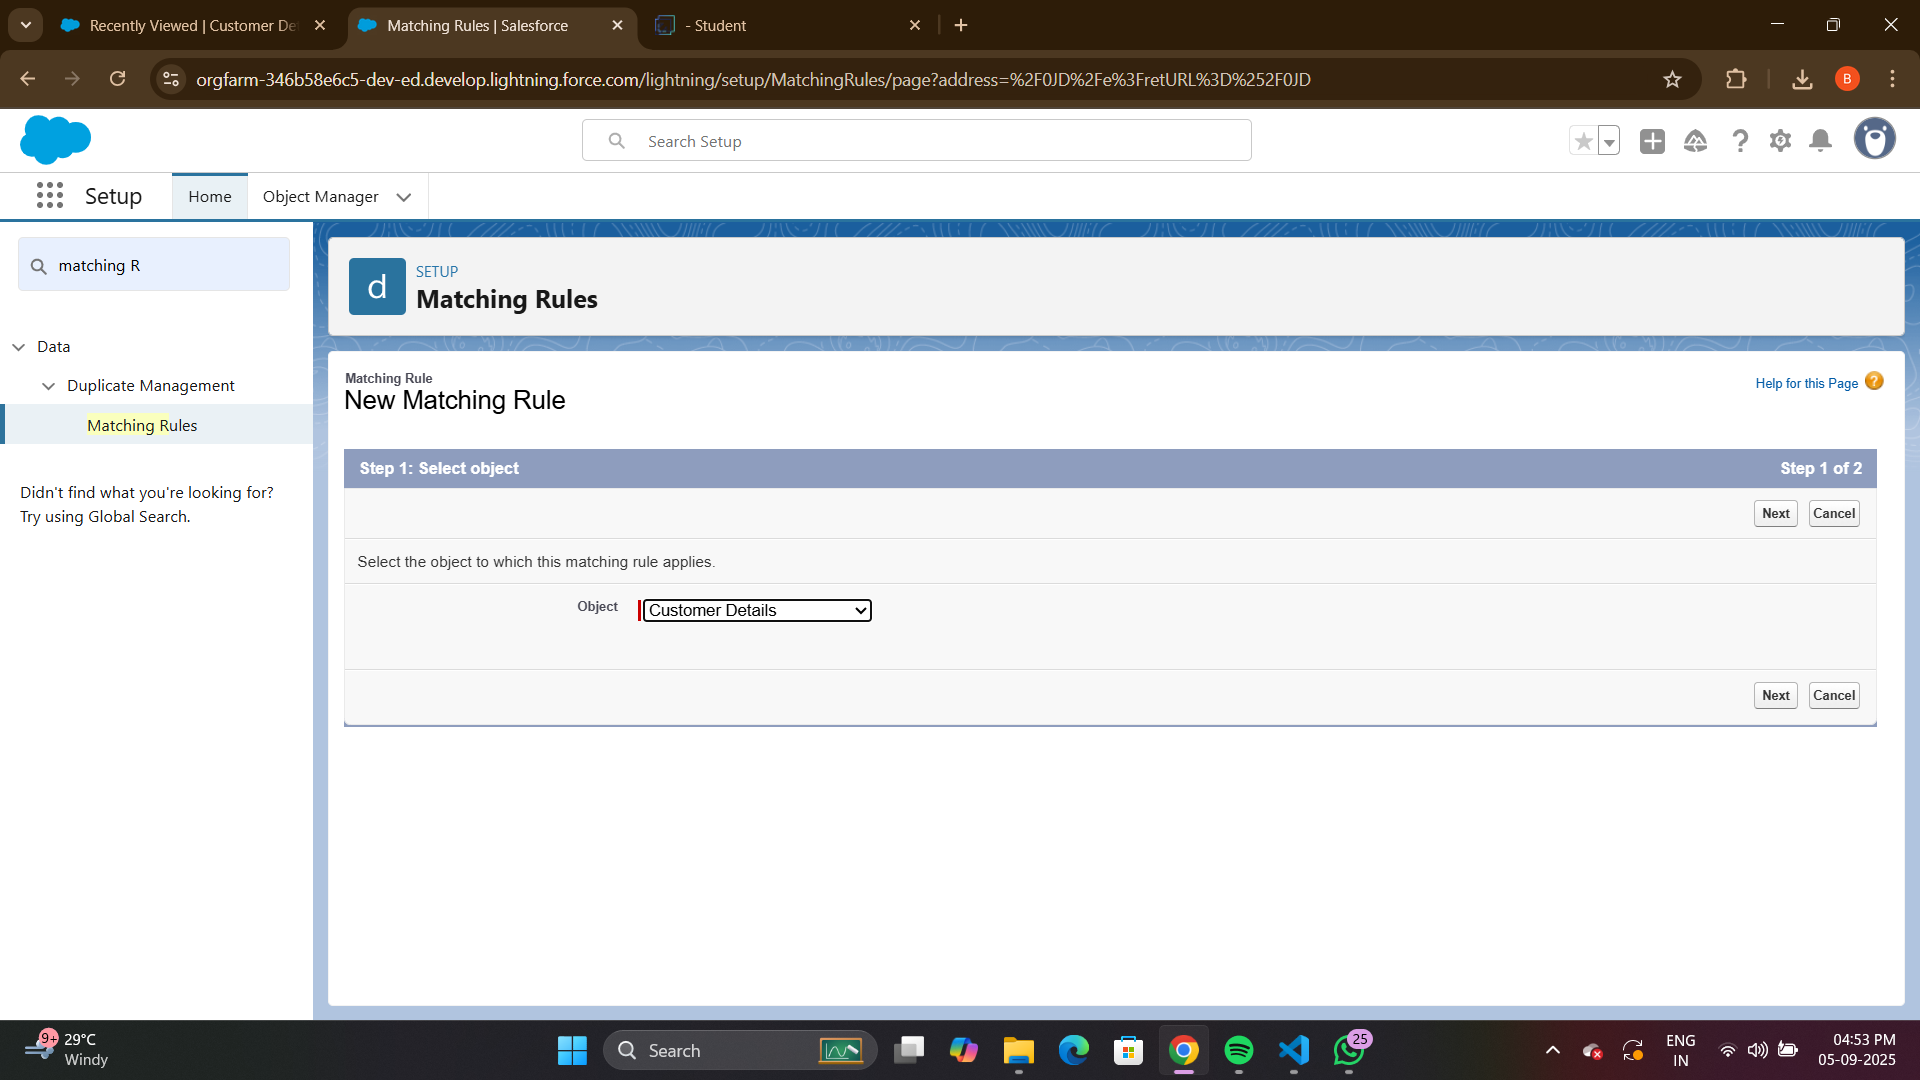 Recently Viewed | Customer De
Matching Rules | Salesforce
- Student
orgfarm-346b58e6c5-dev-ed.develop.lightning.force.com/lightning/setup/MatchingRules/page?address=%2F0JD%2Fe%3FretURL%3D%252F0JD
B
Search Setup
Setup
Home
Object Manager
matching R
Data
Duplicate Management
Matching Rules
Didn't find what you're looking for?
Try using Global Search.
d
SETUP
Matching Rules
Matching Rule
New Matching Rule
Help for this Page
?
Step 1: Select object
Step 1 of 2
Next
Cancel
Select the object to which this matching rule applies.
Object
Customer Details
Next
Cancel
9+
29°C
Windy
Search
25
ENG
IN
04:53 PM
05-09-2025